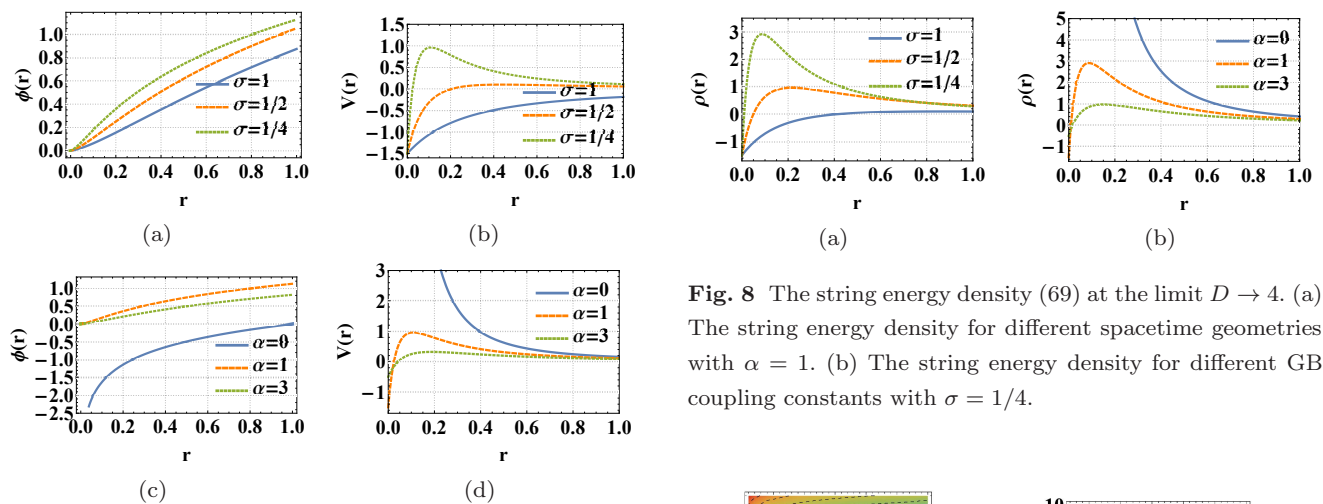 1.0
0.8
0.6
0.4
0.2
0.0
ϕ(r)
σ=1
σ=1/2
σ=1/4
0.0 0.2 0.4 0.6 0.8 1.0
r
(a)
1.5
1.0
0.5
0.0
−0.5
−1.0
−1.5
V(r)
σ=1
σ=1/2
σ=1/4
0.0 0.2 0.4 0.6 0.8 1.0
r
(b)
1.0
0.5
0.0
−0.5
−1.0
−1.5
−2.0
−2.5
ϕ(r)
α=0
α=1
α=3
0.0 0.2 0.4 0.6 0.8 1.0
r
(c)
3
2
1
0
−1
V(r)
α=0
α=1
α=3
0.0 0.2 0.4 0.6 0.8 1.0
r
(d)
3
2
1
0
−1
ρ(r)
σ=1
σ=1/2
σ=1/4
0.0 0.2 0.4 0.6 0.8 1.0
r
(a)
5
4
3
2
1
0
−1
ρ(r)
α=0
α=1
α=3
0.0 0.2 0.4 0.6 0.8 1.0
r
(b)
Fig. 8 The string energy density (69) at the limit D → 4. (a)
The string energy density for different spacetime geometries
with α = 1. (b) The string energy density for different GB
coupling constants with σ = 1/4.
10